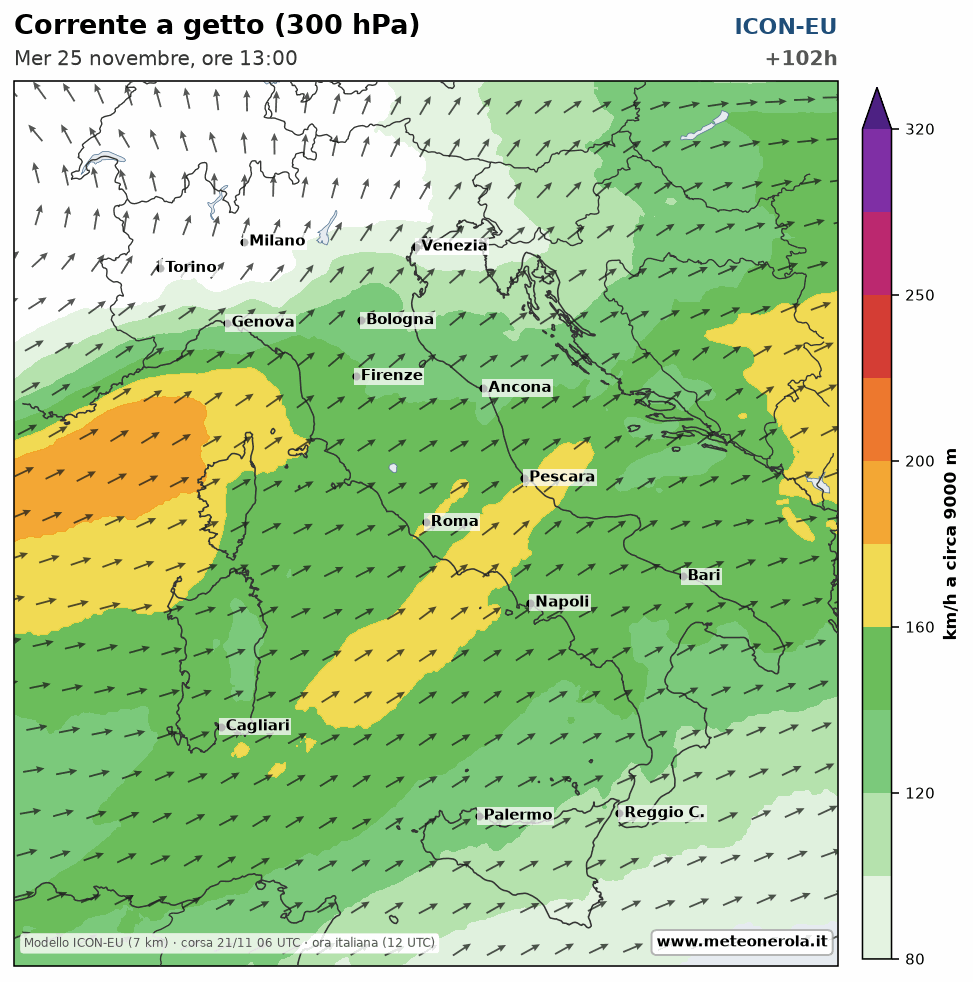 Corrente a getto (300 hPa)
ICON-EU
Mer 25 novembre, ore 13:00
+102h
320
250
200
160
120
80
km/h a circa 9000 m
Milano
Venezia
Torino
Genova
Bologna
Firenze
Ancona
Pescara
Roma
Bari
Napoli
Cagliari
Palermo
Reggio C.
Modello ICON-EU (7 km) · corsa 21/11 06 UTC · ora italiana (12 UTC)
www.meteonerola.it